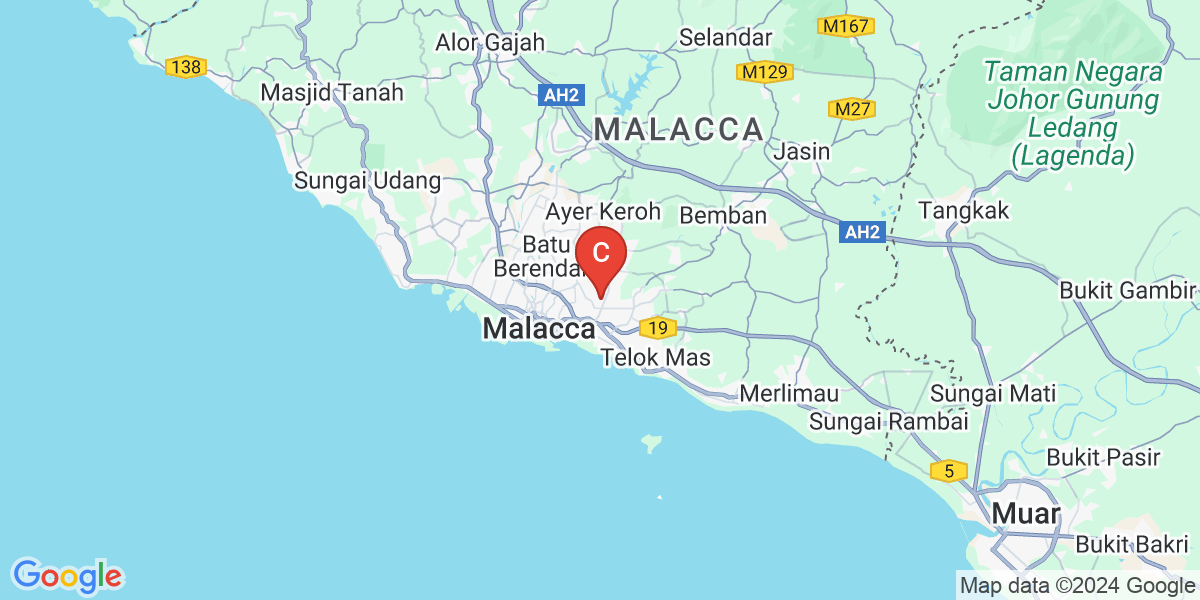 M167
Selandar
Alor Gajah
138
M129
Taman Negara
Johor Gunung
Ledang
(Lagenda)
Masjid Tanah
AH2
M27
MALACCA
Jasin
Sungai Udang
Ayer Keroh
Bemban
Tangkak
AH2
Batu
Berendan
C
Bukit Gambir
Malacca
19
Telok Mas
Merlimau
Sungai Mati
Sungai Rambai
Bukit Pasir
5
Muar
Bukit Bakri
Google
Map data ©2024 Google